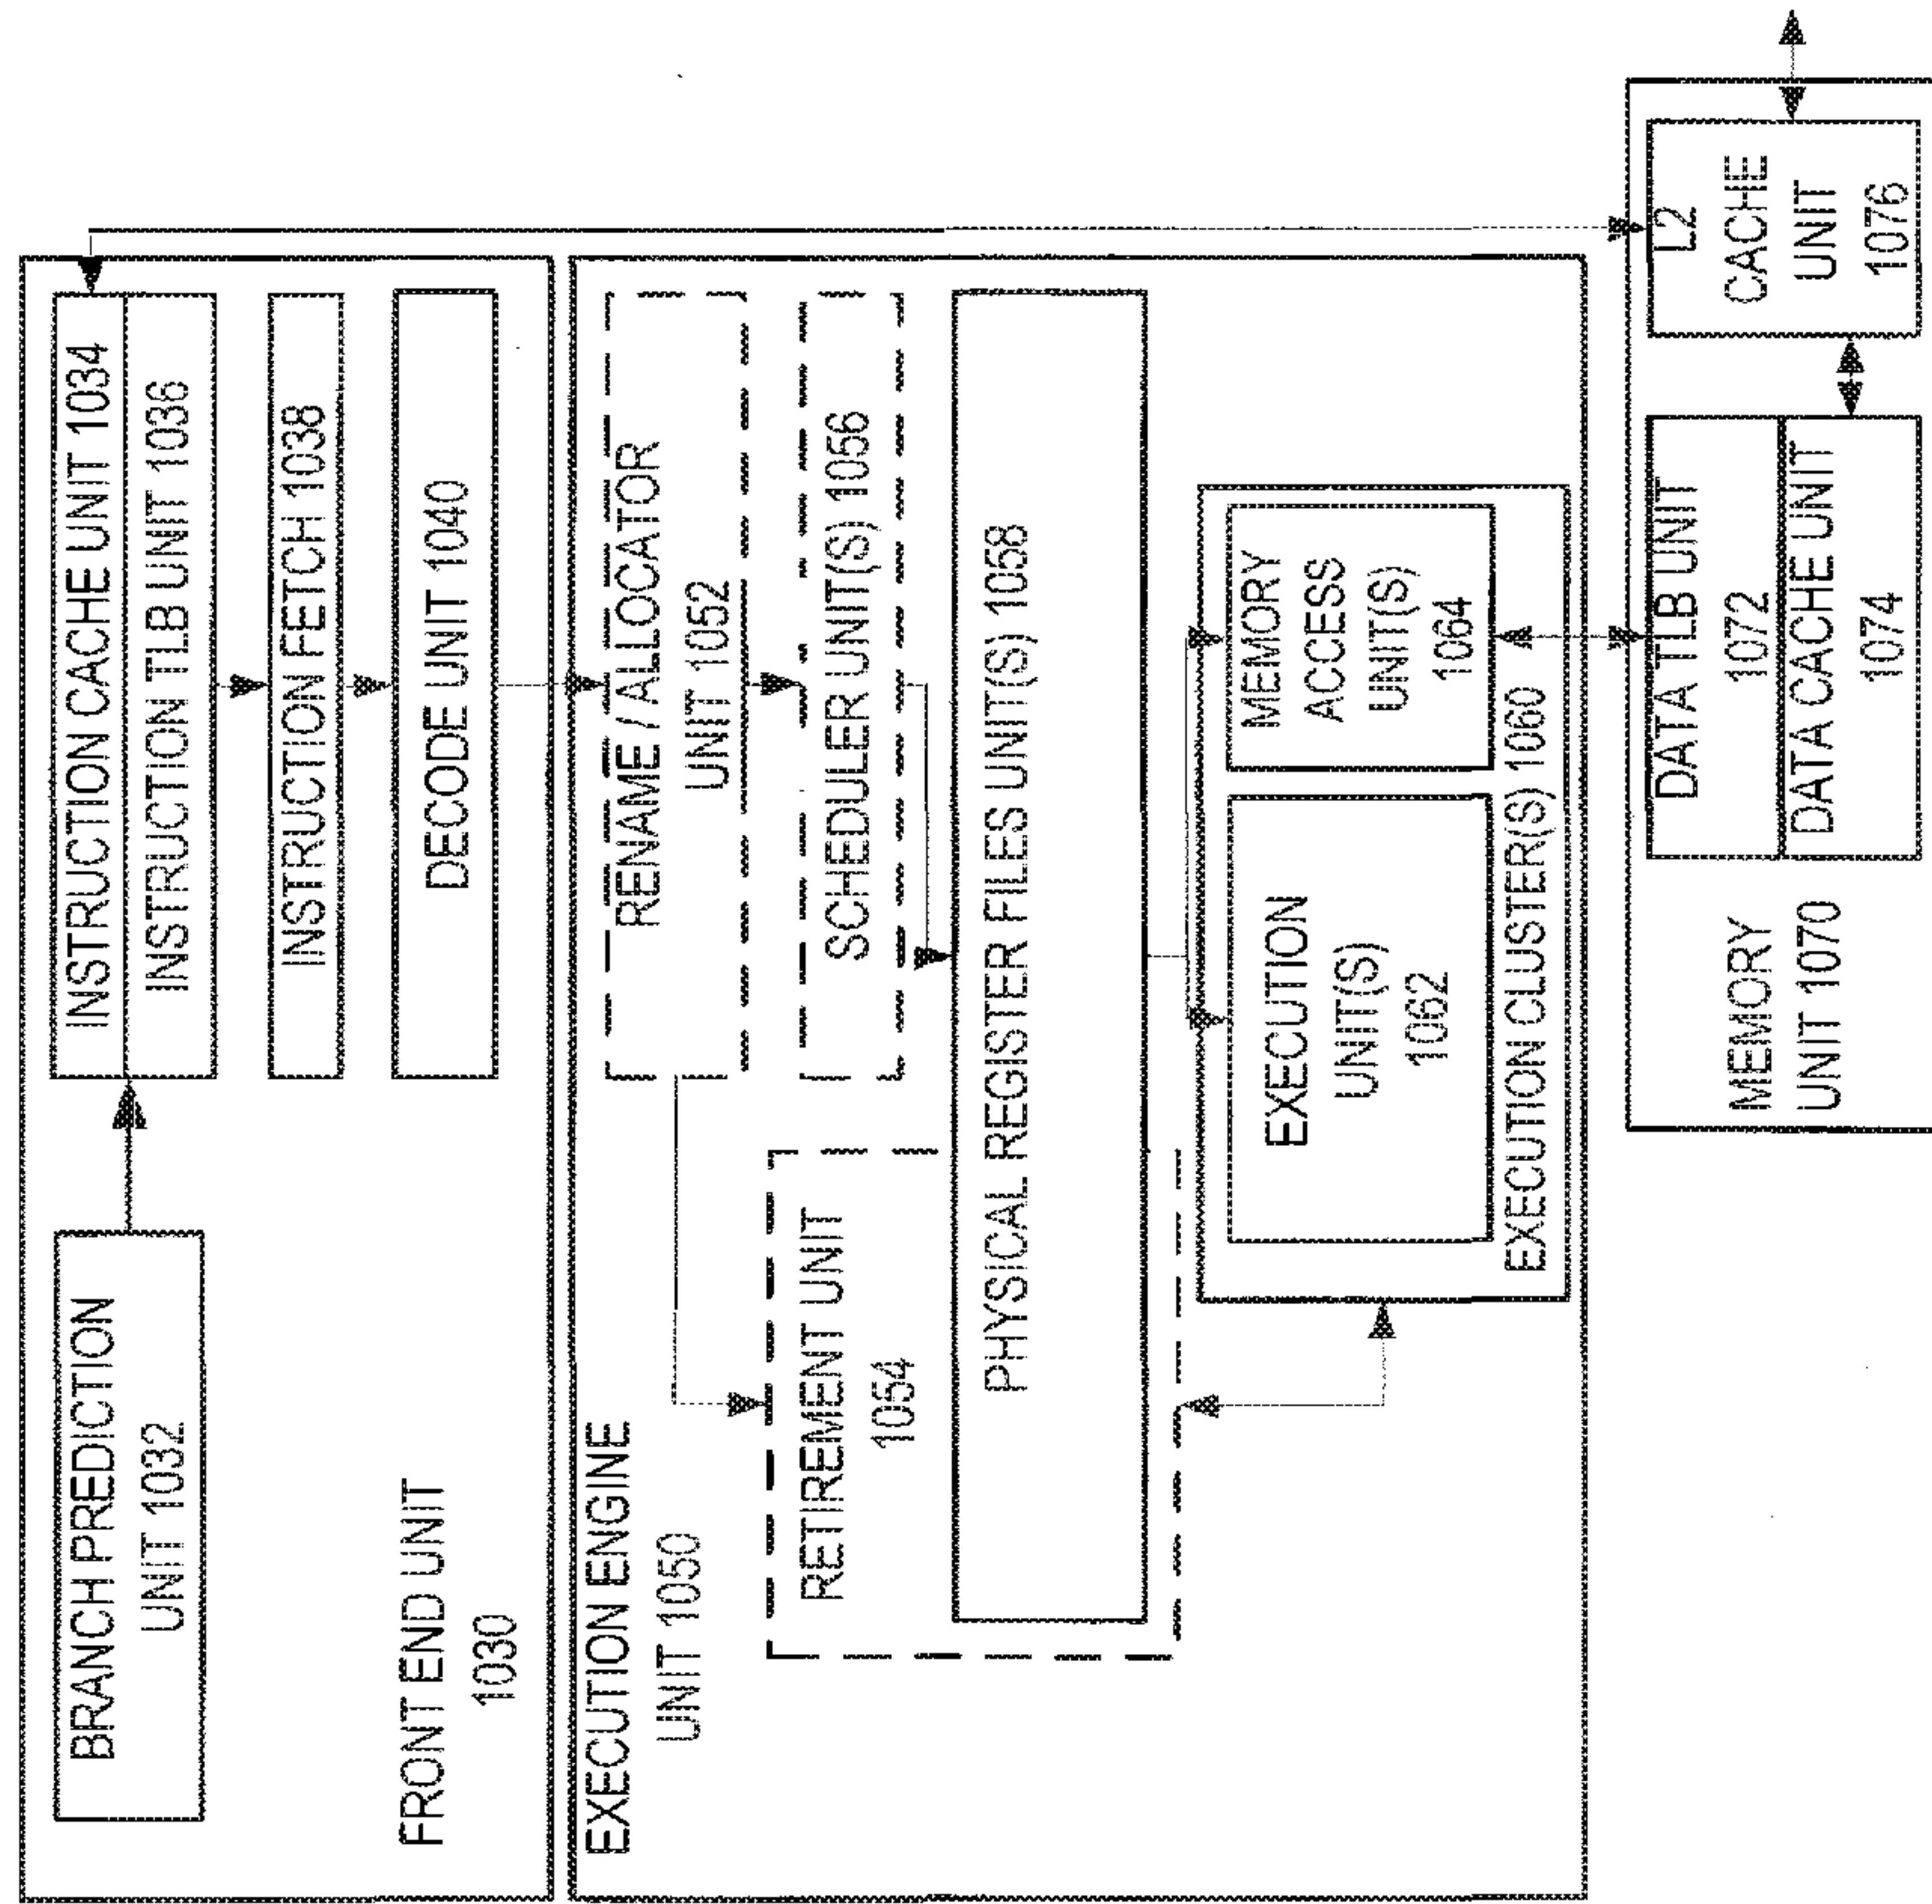 BRANCH PREDICTION
UNIT 1032
INSTRUCTION CACHE UNIT 1034
INSTRUCTION TLB UNIT 1036
INSTRUCTION FETCH 1038
DECODE UNIT 1040
FRONT END UNIT
1030
EXECUTION ENGINE
UNIT 1050
RENAME / ALLOCATOR
UNIT 1052
RETIREMENT UNIT
1054
SCHEDULER UNIT(S) 1056
PHYSICAL REGISTER FILES UNIT(S) 1058
EXECUTION
UNIT(S)
1062
MEMORY
ACCESS
UNIT(S)
1064
EXECUTION CLUSTER(S) 1060
MEMORY
UNIT 1070
DATA TLB UNIT
1072
DATA CACHE UNIT
1074
L2
CACHE
UNIT
1076